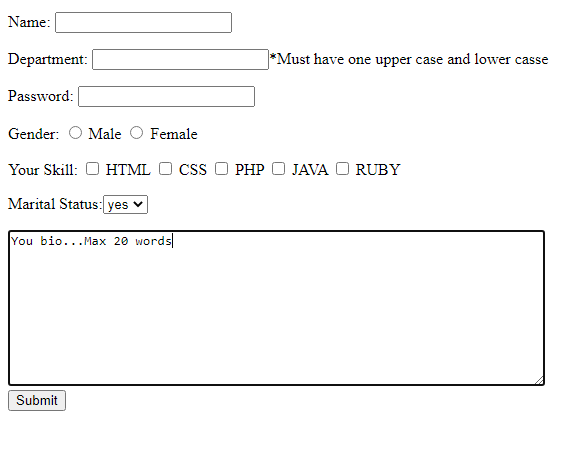 Name:
Department: *Must have one upper case and lower casse
Password:
Gender: Male Female
Your Skill: HTML CSS PHP JAVA RUBY
Marital Status: yes
You bio...Max 20 words
Submit